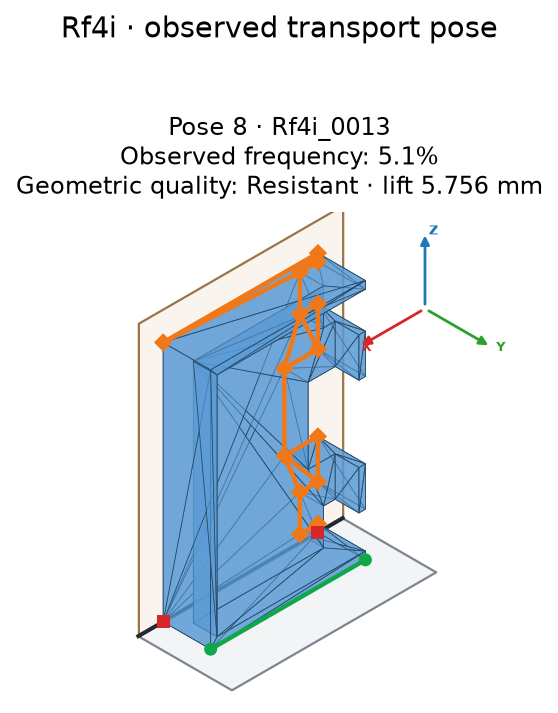 Rf4i · observed transport pose
Pose 8 · Rf4i_0013
Observed frequency: 5.1%
Geometric quality: Resistant · lift 5.756 mm
Z
X
Y